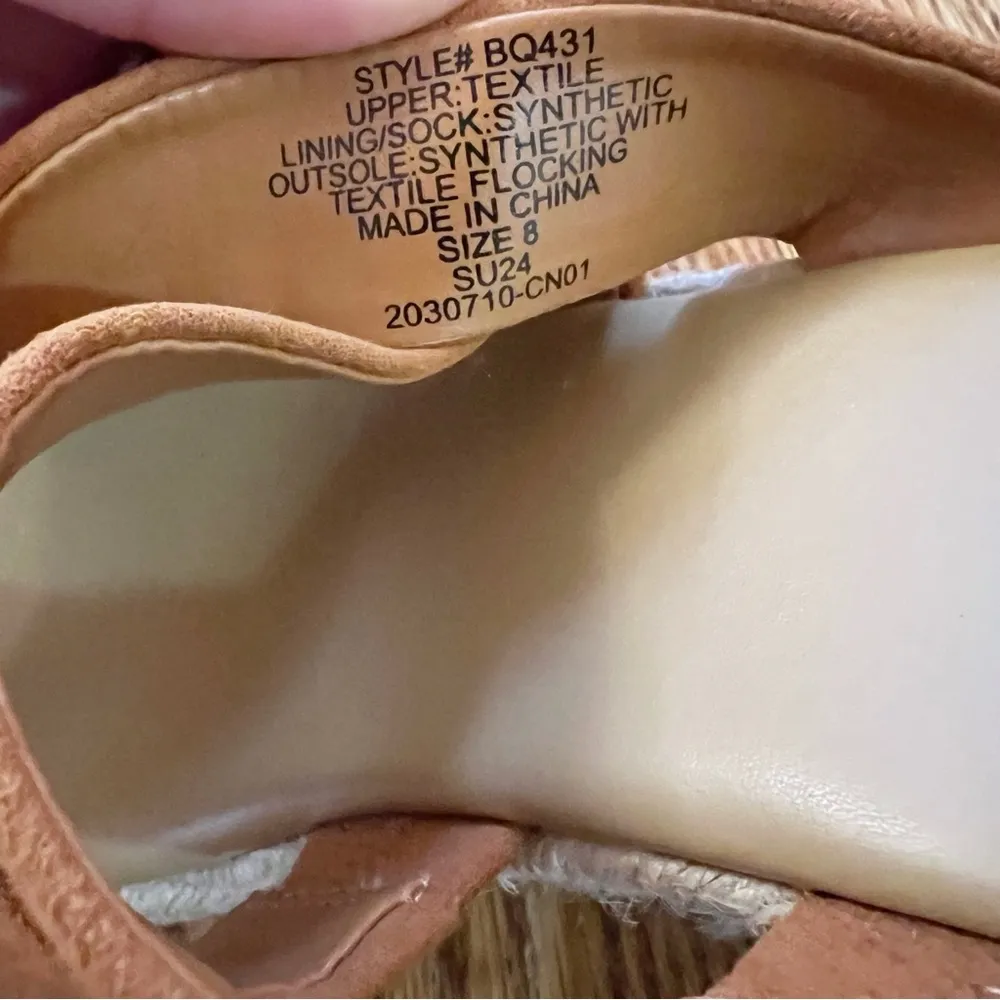 STYLE# BQ431
UPPER:TEXTILE
LINING/SOCK:SYNTHETIC
OUTSOLE:SYNTHETIC WITH
TEXTILE FLOCKING
MADE IN CHINA
SIZE 8
SU24
2030710-CN01